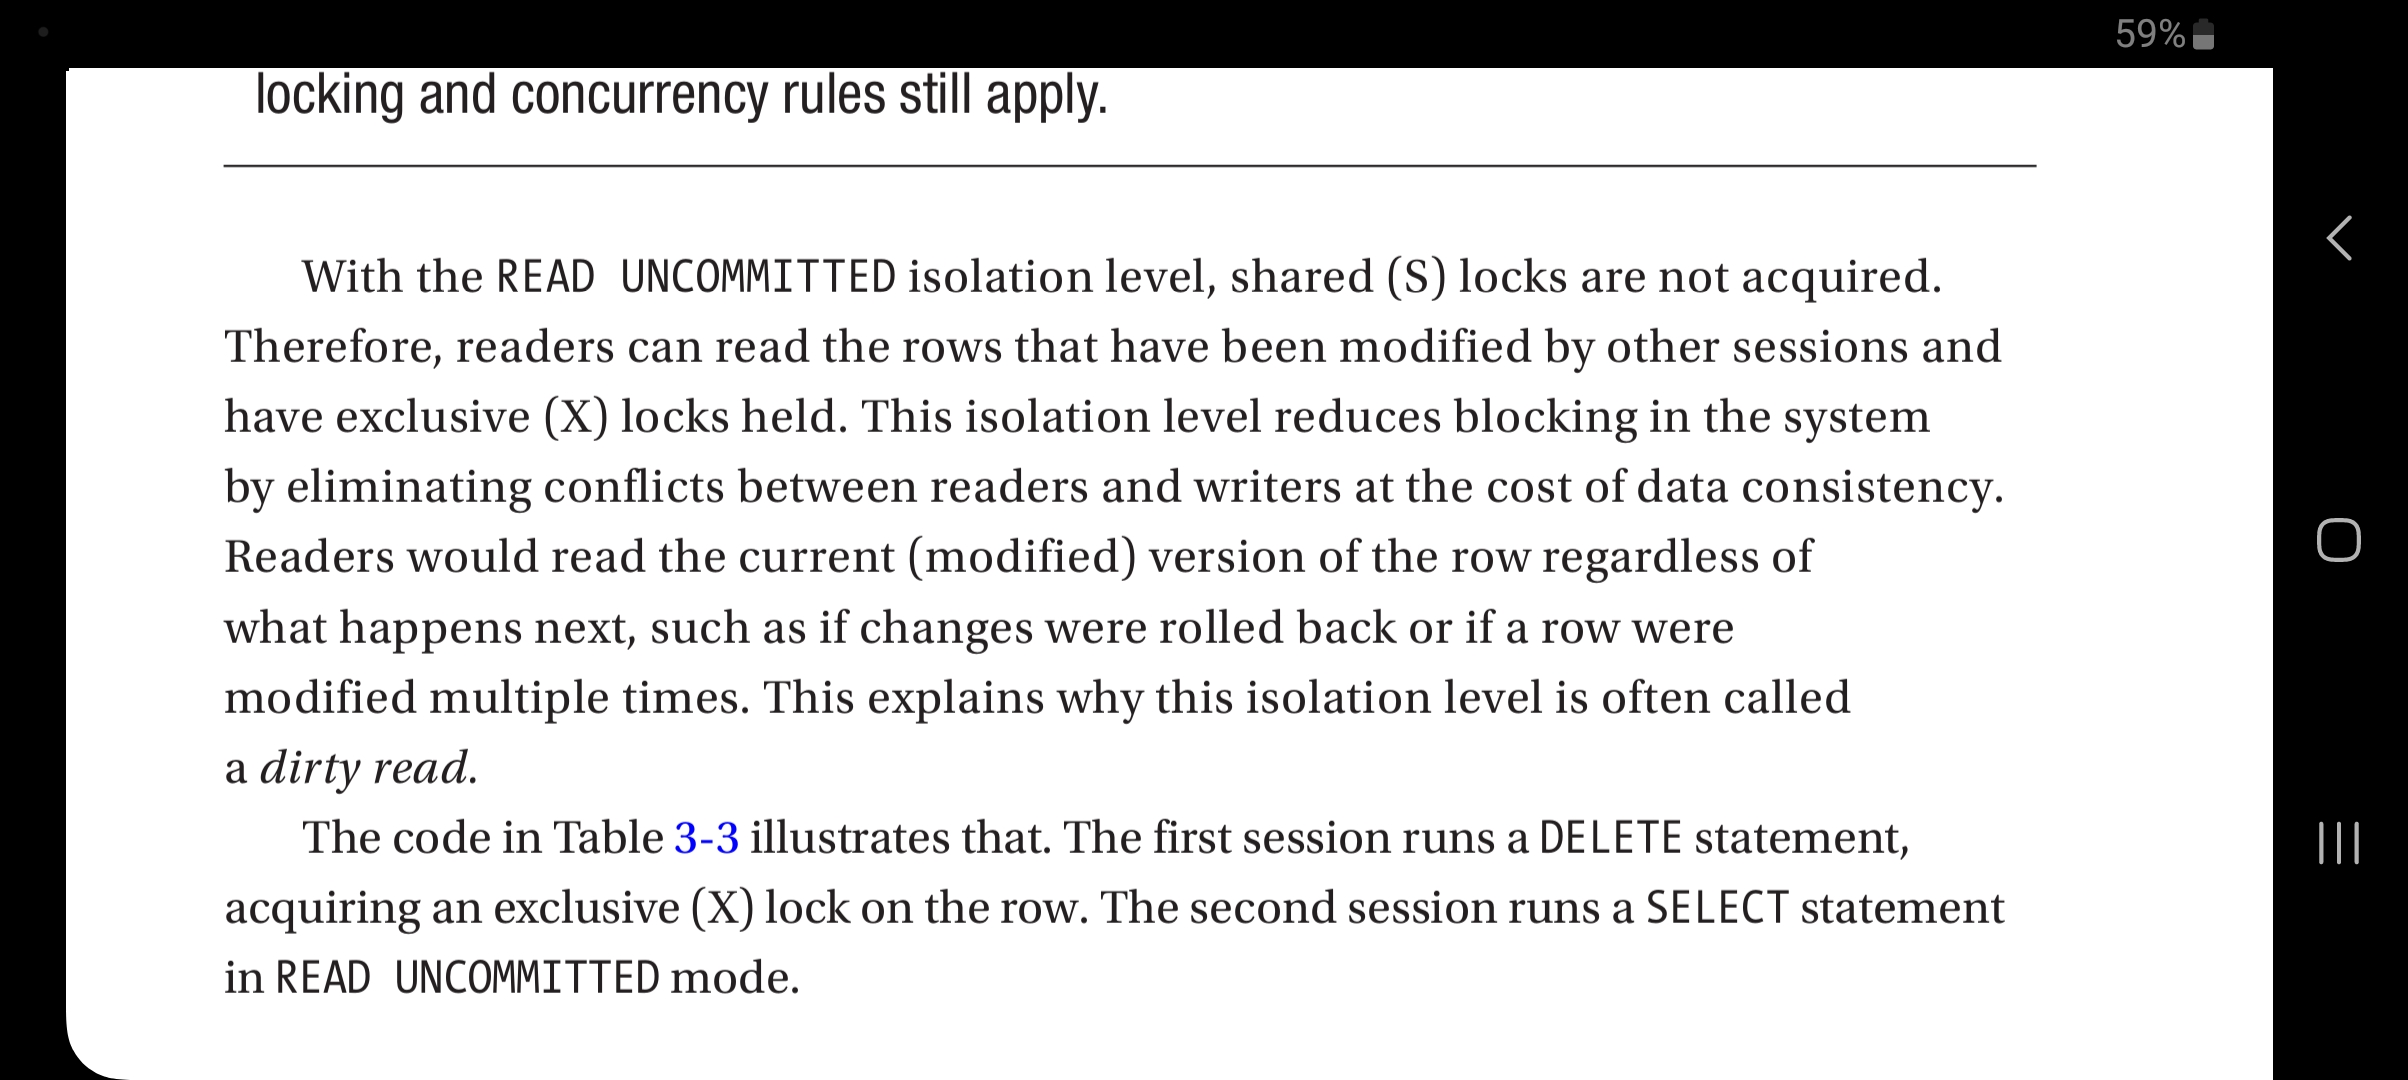 59%
locking and concurrency rules still apply.
With the READ UNCOMMITTED isolation level, shared (S) locks are not acquired.
Therefore, readers can read the rows that have been modified by other sessions and
have exclusive (X) locks held. This isolation level reduces blocking in the system
by eliminating conflicts between readers and writers at the cost of data consistency.
Readers would read the current (modified) version of the row regardless of
what happens next, such as if changes were rolled back or if a row were
modified multiple times. This explains why this isolation level is often called
a dirty read.
The code in Table 3-3 illustrates that. The first session runs a DELETE statement,
acquiring an exclusive (X) lock on the row. The second session runs a SELECT statement
in READ UNCOMMITTED mode.